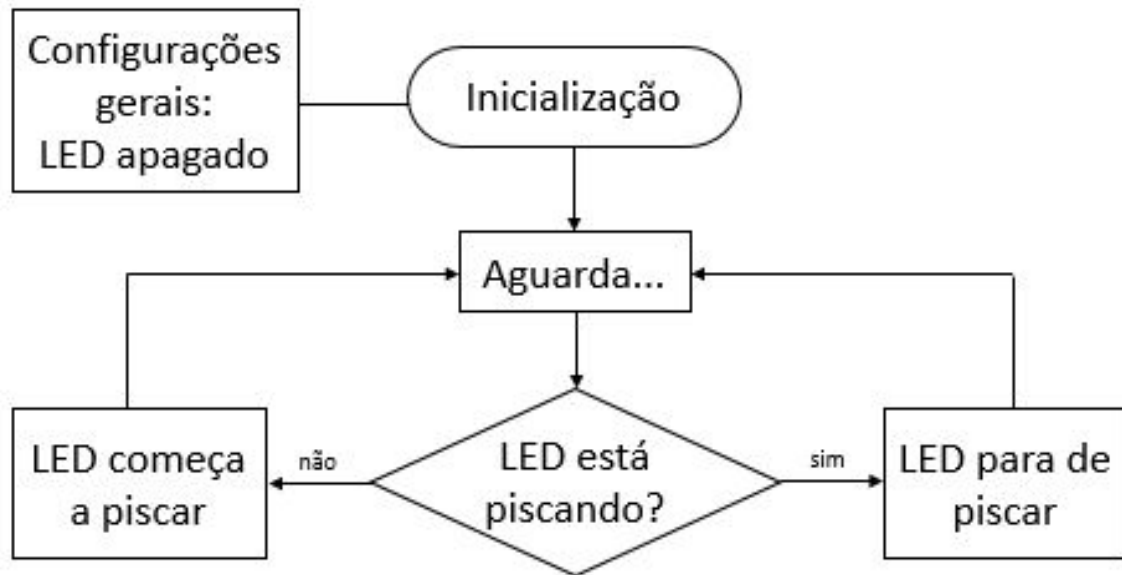 Configurações
gerais:
LED apagado
Inicialização
Aguarda...
LED começa
a piscar
não
LED está
piscando?
sim
LED para de
piscar